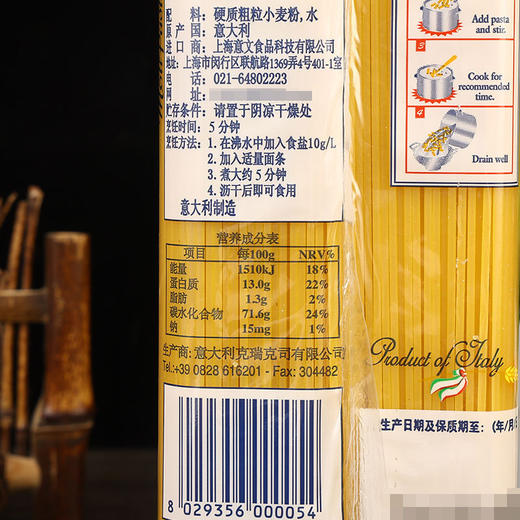 配 料：硬质粗粒小麦粉,水
原 产 国：意大利
进 口 商：上海意文食品科技有限公司
地址：上海市闵行区联航路1369弄4号401-1室
电话：021-64802223
网 址：
贮存条件：请置于阴凉干燥处
烹饪时间：5 分钟
烹饪方法：1.在沸水中加入食盐10g/L
2.加入适量面条
3.煮大约5分钟
4.沥干后即可食用
意大利制造
营养成分表
项目 每100g NRV%
能量 1510kJ 18%
蛋白质 13.0g 22%
脂肪 1.3g 2%
碳水化合物 71.6g 24%
钠 15mg 1%
生产商：意大利克瑞克司有限公司
Tel.:+39 0828 616201 - Fax: 304482
8 029356 000054
Add pasta
and stir.
3
Cook for
recommended
time.
4
Drain well
Product of Italy
生产日期及保质期至：(年/月/